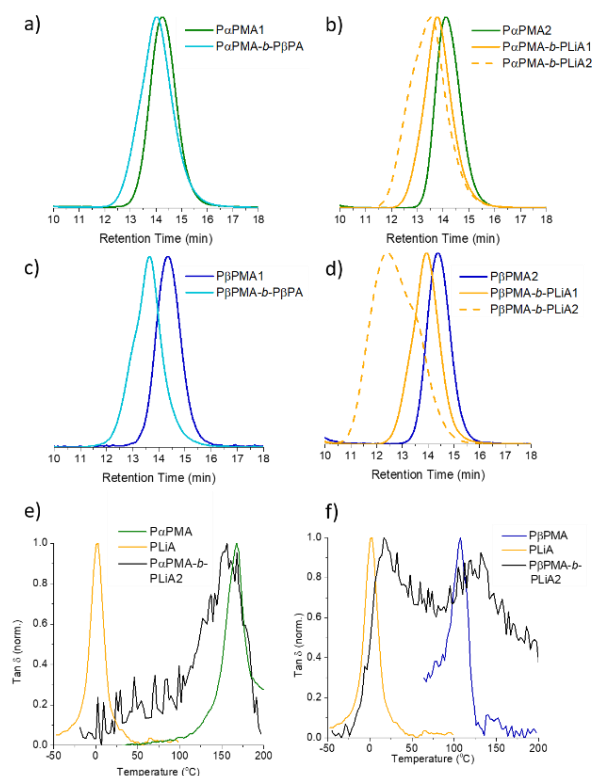 a)
PαPMA1
PαPMA-b-PβPA
10 11 12 13 14 15 16 17 18
Retention Time (min)
b)
PαPMA2
PαPMA-b-PLiA1
PαPMA-b-PLiA2
10 11 12 13 14 15 16 17 18
Retention Time (min)
c)
PβPMA1
PβPMA-b-PβPA
10 11 12 13 14 15 16 17 18
Retention Time (min)
d)
PβPMA2
PβPMA-b-PLiA1
PβPMA-b-PLiA2
10 11 12 13 14 15 16 17 18
Retention Time (min)
e)
PαPMA
PLiA
PαPMA-b-
PLiA2
Tan δ (norm.)
1.0
0.8
0.6
0.4
0.2
0.0
-50 0 50 100 150 200
Temperature (°C)
f)
PβPMA
PLiA
PβPMA-b-
PLiA2
Tan δ (norm.)
1.0
0.8
0.6
0.4
0.2
0.0
-50 0 50 100 150 200
Temperature (°C)